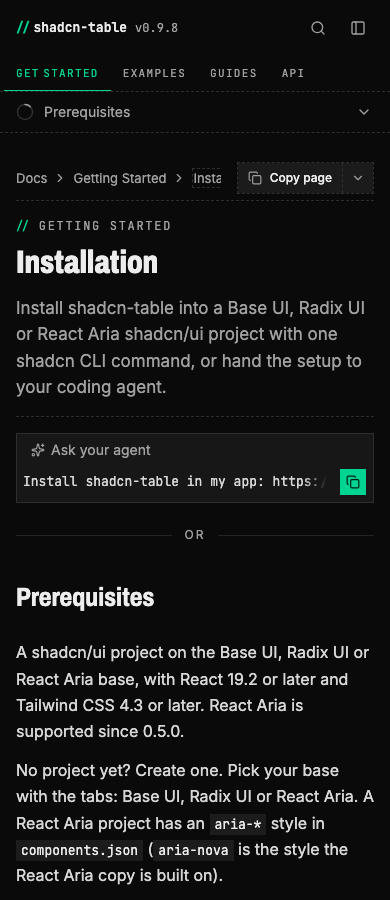 // shadcn-table v0.9.8
GET STARTED EXAMPLES GUIDES API
Prerequisites
Docs > Getting Started > Insta
Copy page
// GETTING STARTED
Installation
Install shadcn-table into a Base UI, Radix UI
or React Aria shadcn/ui project with one
shadcn CLI command, or hand the setup to
your coding agent.
Ask your agent
Install shadcn-table in my app: https:/
OR
Prerequisites
A shadcn/ui project on the Base UI, Radix UI or
React Aria base, with React 19.2 or later and
Tailwind CSS 4.3 or later. React Aria is
supported since 0.5.0.
No project yet? Create one. Pick your base
with the tabs: Base UI, Radix UI or React Aria. A
React Aria project has an aria-* style in
components.json (aria-nova is the style the
React Aria copy is built on).